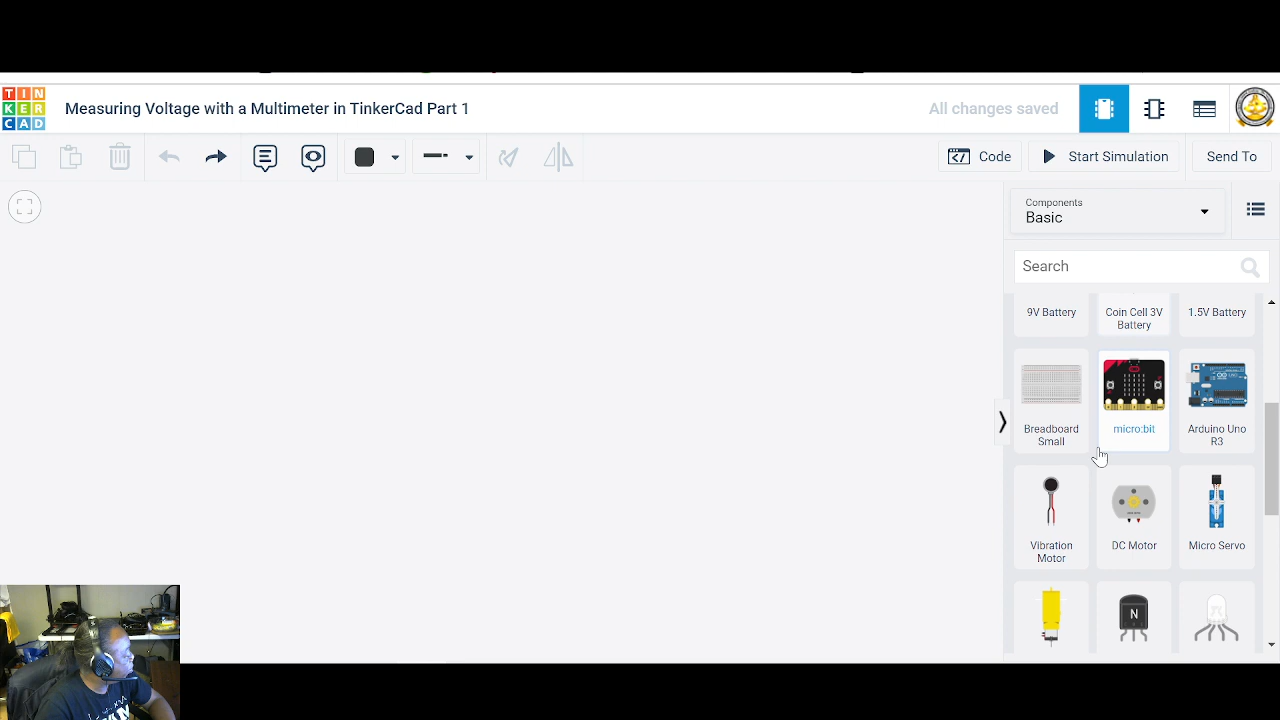 TIN
KER
CAD
Measuring Voltage with a Multimeter in TinkerCad Part 1
All changes saved
Code
Start Simulation
Send To
Components
Basic
Search
9V Battery
Coin Cell 3V
Battery
1.5V Battery
Breadboard
Small
micro:bit
Arduino Uno
R3
Vibration
Motor
DC Motor
Micro Servo
N